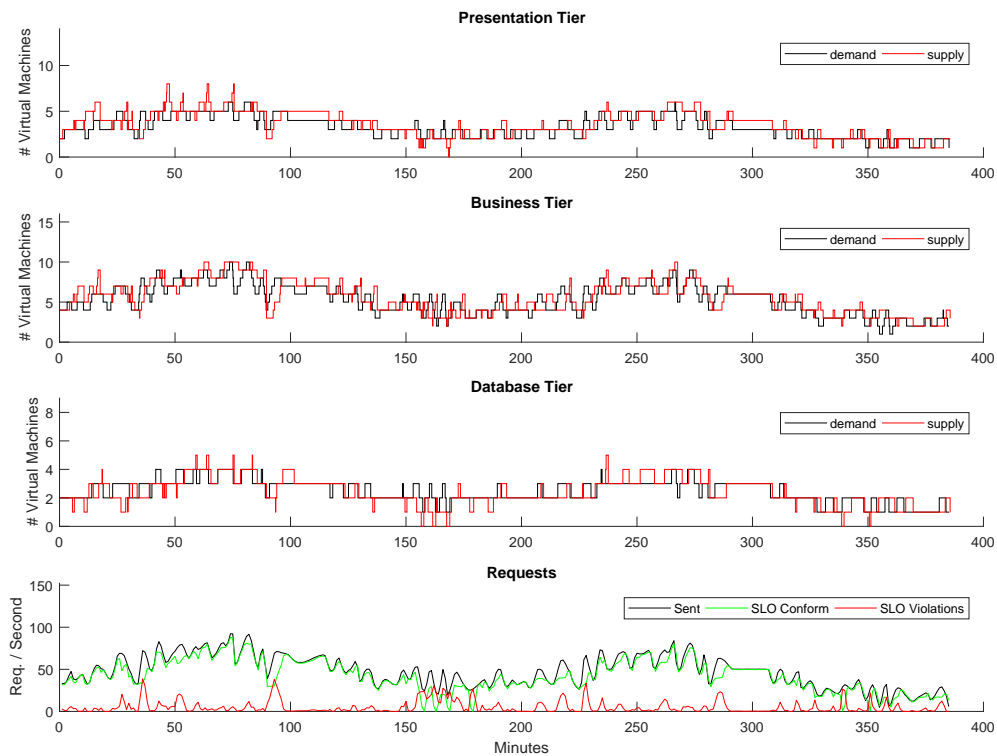 Presentation Tier
# Virtual Machines
demand supply
0 5 10
0 50 100 150 200 250 300 350 400
Business Tier
# Virtual Machines
demand supply
0 5 10 15
0 50 100 150 200 250 300 350 400
Database Tier
# Virtual Machines
demand supply
0 2 4 6 8
0 50 100 150 200 250 300 350 400
Requests
Req. / Second
Sent SLO Conform SLO Violations
0 50 100 150
0 50 100 150 200 250 300 350 400
Minutes